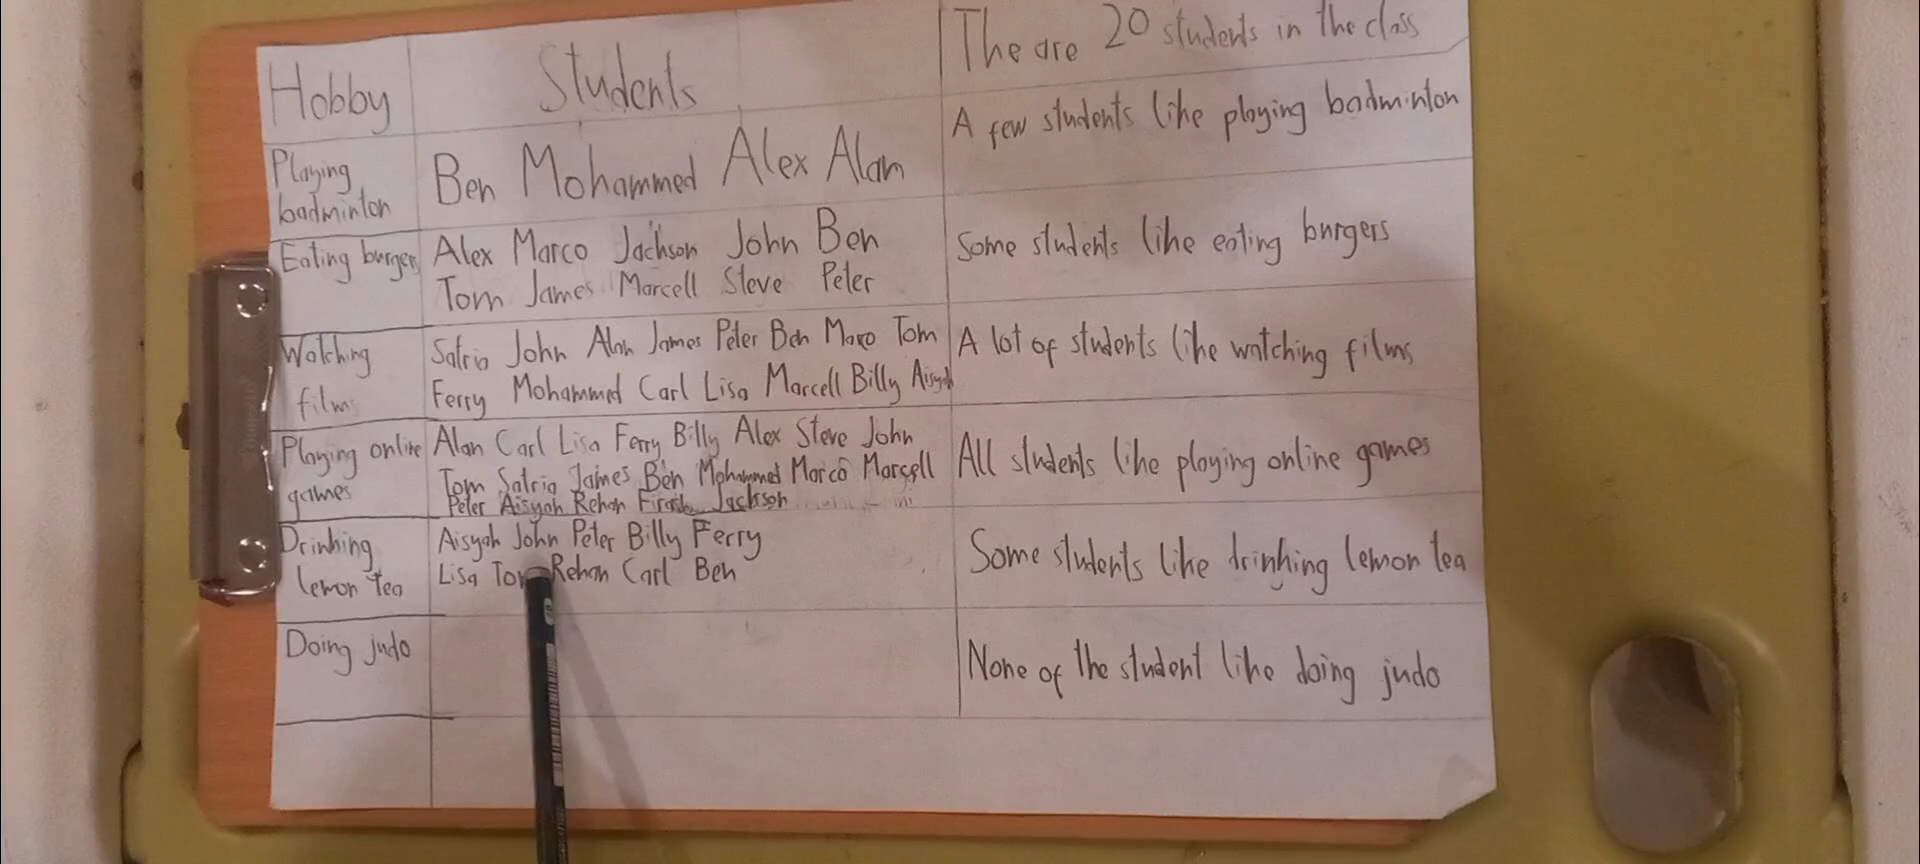 Hobby
Students
The are 20 students in the class
Playing
badminton
Ben Mohammed Alex Alan
A few students like playing badminton
Eating burgers
Alex Marco Jackson John Ben
Tom James Marcell Steve Peter
Some students like eating burgers
Watching
films
Satria John Alan James Peter Ben Marco Tom
Ferry Mohammed Carl Lisa Marcell Billy Aisyah
A lot of students like watching films
Playing online
games
Alan Carl Lisa Ferry Billy Alex Steve John
Tom Satria James Ben Mohammed Marco Marcell
Peter Aisyah Rehan Jackson
All students like playing online games
Drinking
lemon tea
Aisyah John Peter Billy Ferry
Lisa Rehan Carl Ben
Some students like drinking lemon tea
Doing judo
None of the student like doing judo